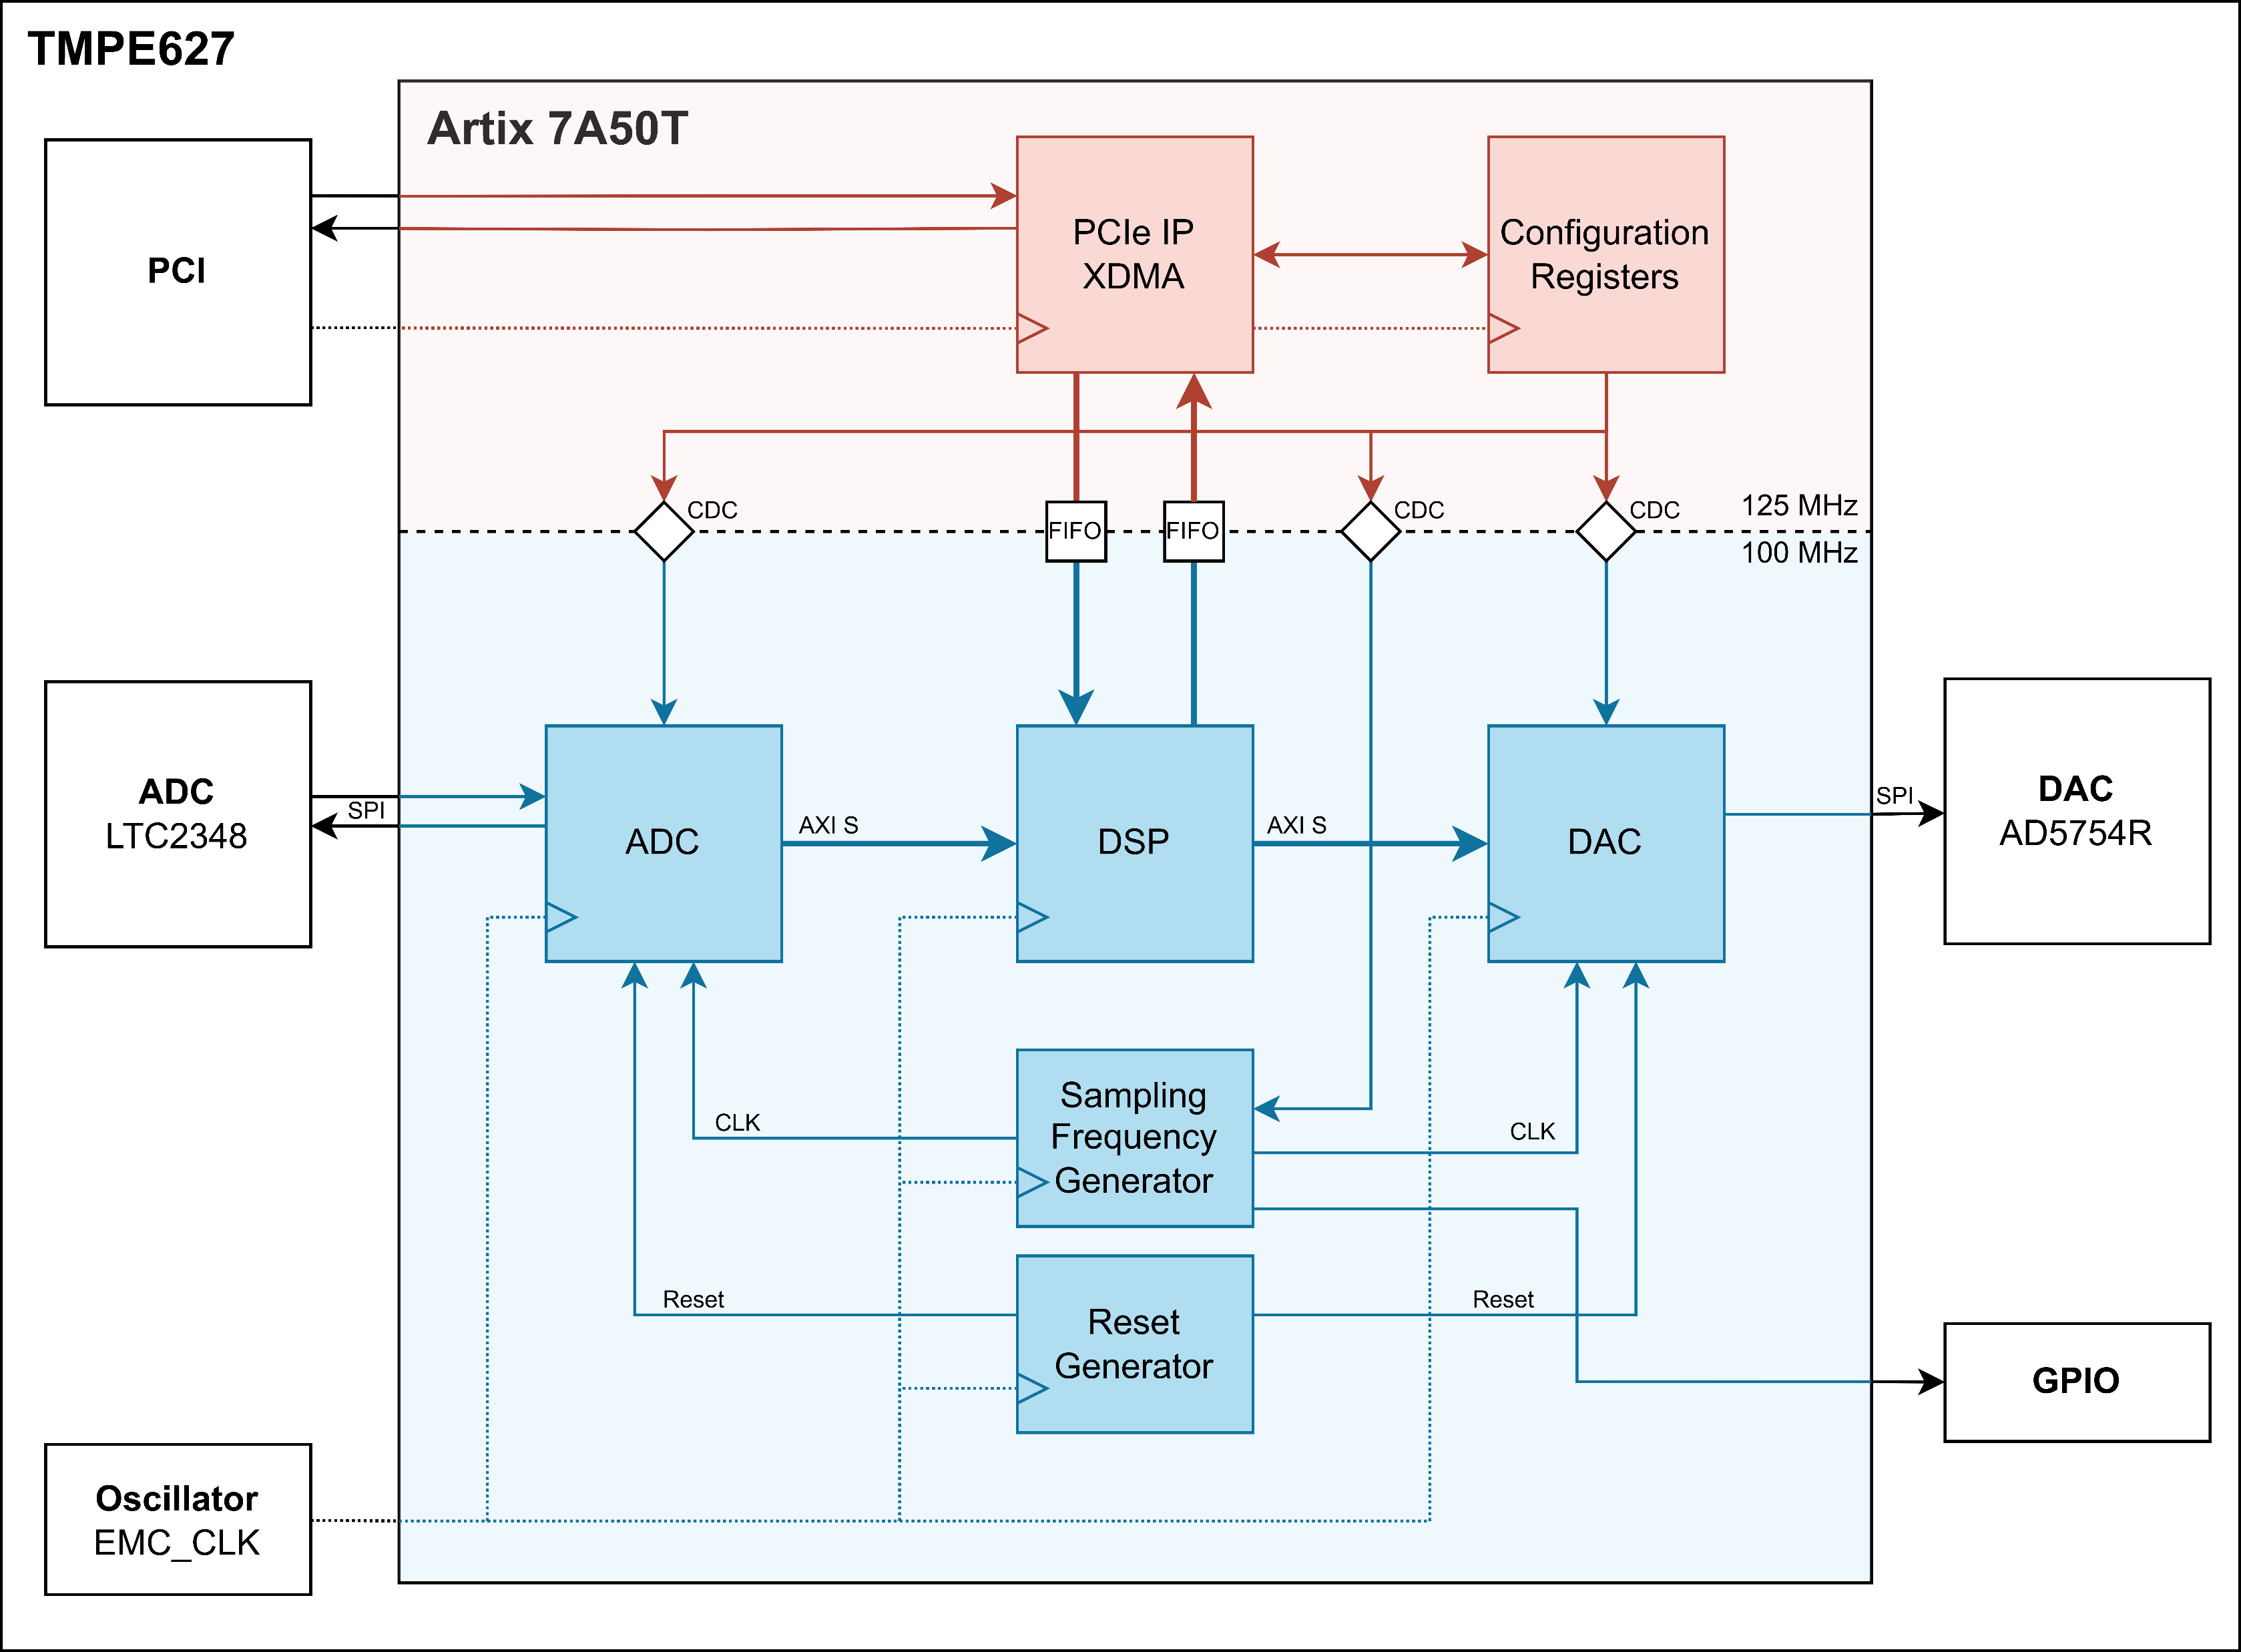 TMPE627
Artix 7A50T
PCI
PCIe IP
XDMA
Configuration
Registers
CDC
FIFO
FIFO
CDC
CDC
125 MHz
100 MHz
ADC
LTC2348
SPI
ADC
AXI S
DSP
AXI S
DAC
SPI
DAC
AD5754R
CLK
Sampling
Frequency
Generator
CLK
Reset
Reset
Generator
Reset
GPIO
Oscillator
EMC_CLK